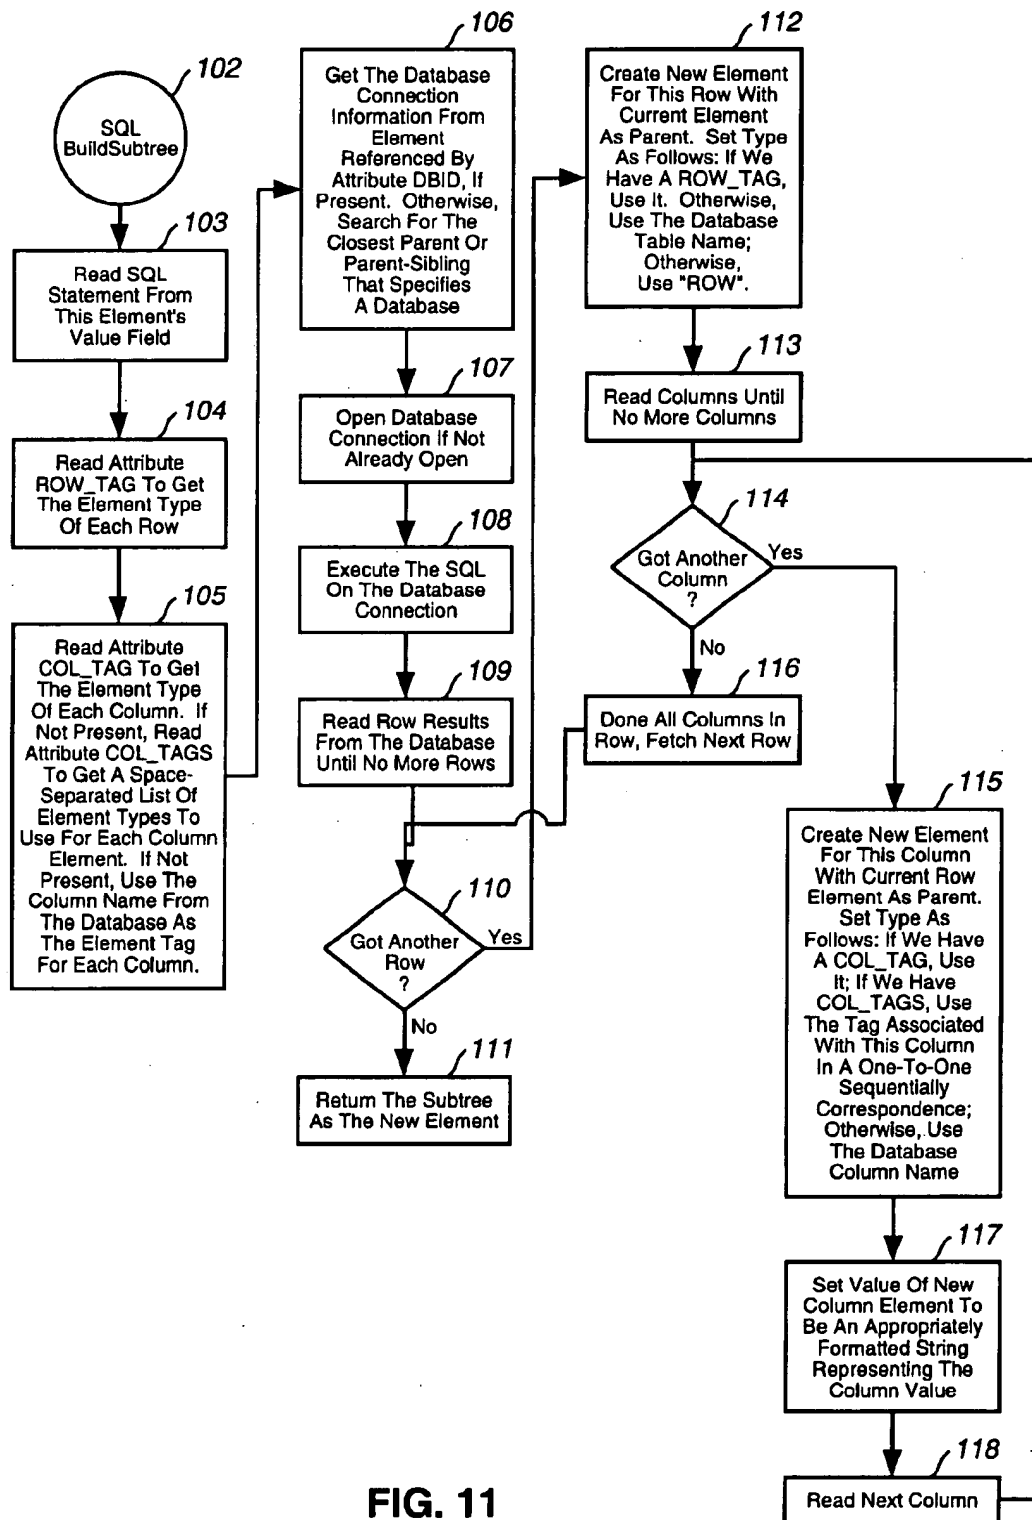 102
SQL
BuildSubtree
103
Read SQL
Statement From
This Element's
Value Field
104
Read Attribute
ROW_TAG To Get
The Element Type
Of Each Row
105
Read Attribute
COL_TAG To Get
The Element Type
Of Each Column. If
Not Present, Read
Attribute COL_TAGS
To Get A Space-
Separated List Of
Element Types To
Use For Each Column
Element. If Not
Present, Use The
Column Name From
The Database As
The Element Tag
For Each Column.
106
Get The Database
Connection
Information From
Element
Referenced By
Attribute DBID, If
Present. Otherwise,
Search For The
Closest Parent Or
Parent-Sibling
That Specifies
A Database
107
Open Database
Connection If Not
Already Open
108
Execute The SQL
On The Database
Connection
109
Read Row Results
From The Database
Until No More Rows
110
Got Another
Row
?
Yes
No
111
Return The Subtree
As The New Element
112
Create New Element
For This Row With
Current Element
As Parent. Set Type
As Follows: If We
Have A ROW_TAG,
Use It. Otherwise,
Use The Database
Table Name;
Otherwise,
Use "ROW".
113
Read Columns Until
No More Columns
114
Got Another
Column
?
Yes
No
116
Done All Columns In
Row, Fetch Next Row
115
Create New Element
For This Column
With Current Row
Element As Parent.
Set Type As
Follows: If We Have
A COL_TAG, Use
It; If We Have
COL_TAGS, Use
The Tag Associated
With This Column
In A One-To-One
Sequentially
Correspondence;
Otherwise, Use
The Database
Column Name
117
Set Value Of New
Column Element To
Be An Appropriately
Formatted String
Representing The
Column Value
118
Read Next Column
FIG. 11